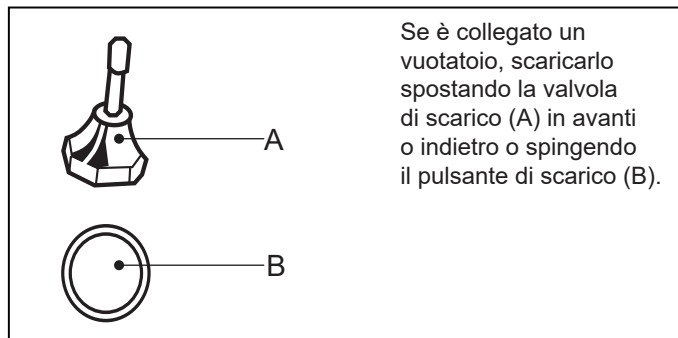 Se è collegato un
vuotatoio, scaricarlo
spostando la valvola
di scarico (A) in avanti
o indietro o spingendo
il pulsante di scarico (B).
A
B